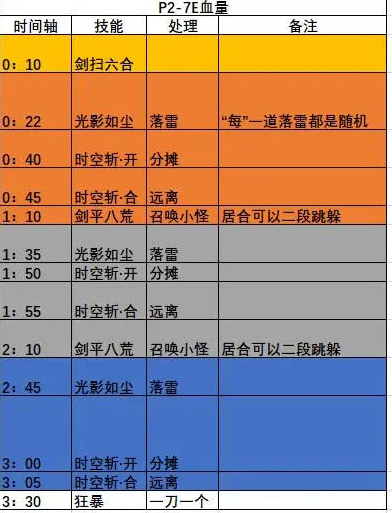 P2-7E血量
时间轴 技能 处理 备注
0：10 剑扫六合
0：22 光影如尘 落雷 “每”一道落雷都是随机
0：40 时空斩·开 分摊
0：45 时空斩·合 远离
1：10 剑平八荒 召唤小怪 居合可以二段跳躲
1：35 光影如尘 落雷
1：50 时空斩·开 分摊
1：55 时空斩·合 远离
2：10 剑平八荒 召唤小怪 居合可以二段跳躲
2：45 光影如尘 落雷
3：00 时空斩·开 分摊
3：05 时空斩·合 远离
3：30 狂暴 一刀一个